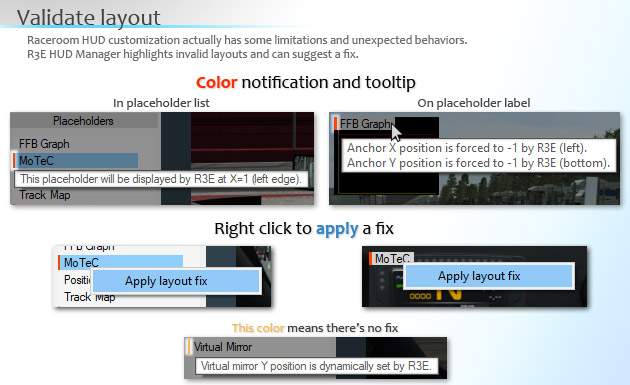 Validate layout
Raceroom HUD customization actually has some limitations and unexpected behaviors.
R3E HUD Manager highlights invalid layouts and can suggest a fix.
Color notification and tooltip
In placeholder list
On placeholder label
Placeholders
FFB Graph
MoTeC
This placeholder will be displayed by R3E at X=1 (left edge).
Track Map
FFB Graph
Anchor X position is forced to -1 by R3E (left).
Anchor Y position is forced to -1 by R3E (bottom).
Right click to apply a fix
FFB Graph
MoTeC
Apply layout fix
Track Map
MoTeC
Apply layout fix
This color means there's no fix
Virtual Mirror
Virtual mirror Y position is dynamically set by R3E.